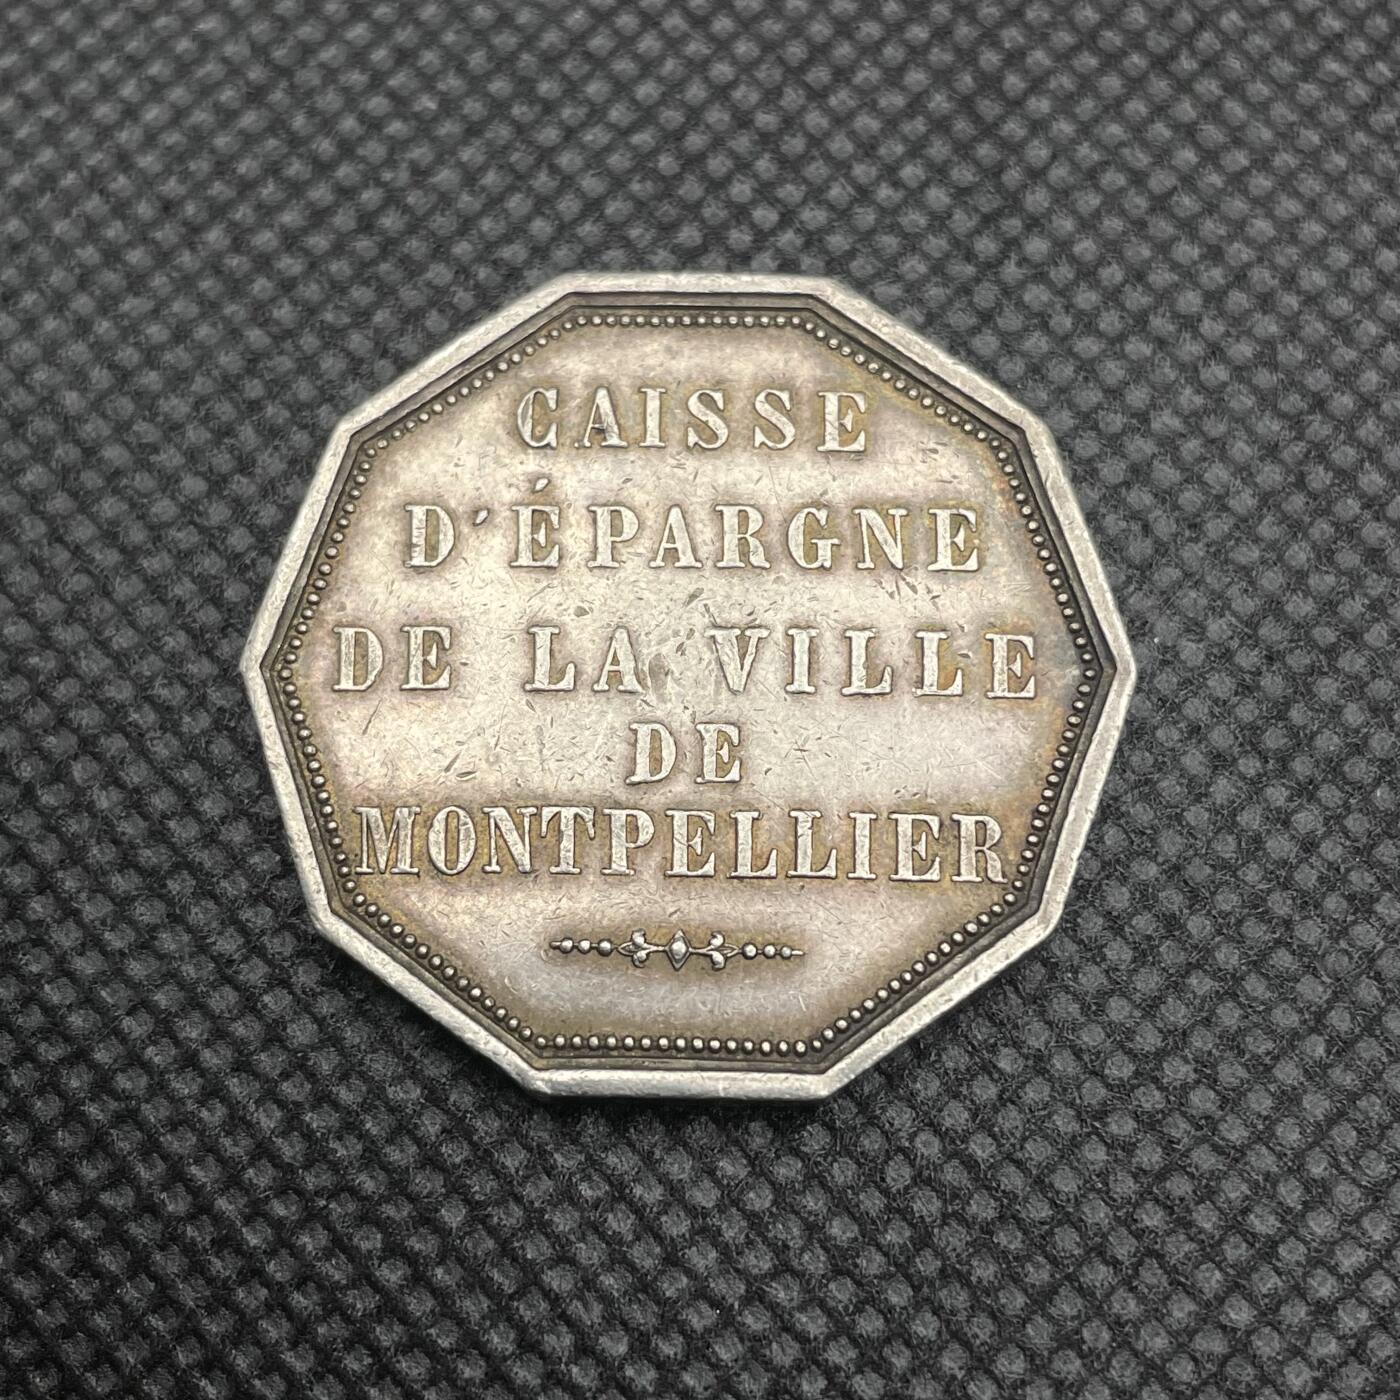 CAISSE
D'ÉPARGNE
DE LA VILLE
DE
MONTPELLIER